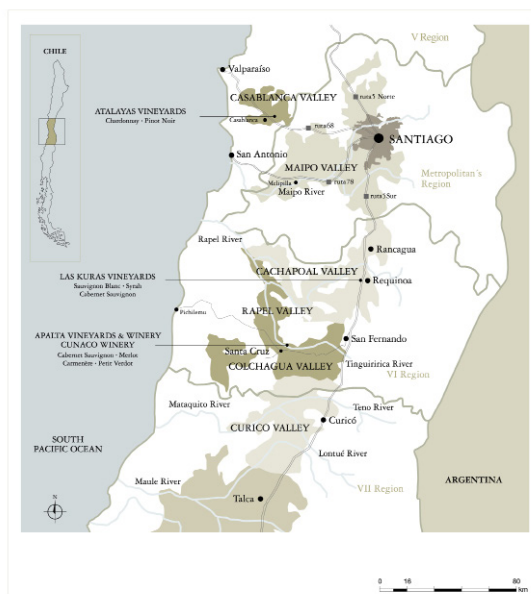 CHILE
V Region
Valparaíso
CASABLANCA VALLEY
ruta5 Norte
ATALAYAS VINEYARDS
Chardonnay - Pinot Noir
Casablanca
ruta68
SANTIAGO
San Antonio
MAIPO VALLEY
Metropolitan's
Region
Melipilla
ruta78
Maipo River
ruta5Sur
Rapel River
Rancagua
CACHAPOAL VALLEY
LAS KURAS VINEYARDS
Sauvignon Blanc - Syrah
Cabernet Sauvignon
Requinoa
Pichilemu
RAPEL VALLEY
APALTA VINEYARDS & WINERY
CUNACO WINERY
Cabernet Sauvignon - Merlot
Carmenère - Petit Verdot
San Fernando
Santa Cruz
COLCHAGUA VALLEY
Tinguiririca River
VI Region
Mataquito River
Teno River
CURICO VALLEY
Curicó
SOUTH
PACIFIC OCEAN
Lontué River
Maule River
VII Region
ARGENTINA
N
Talca
0 16 80
km